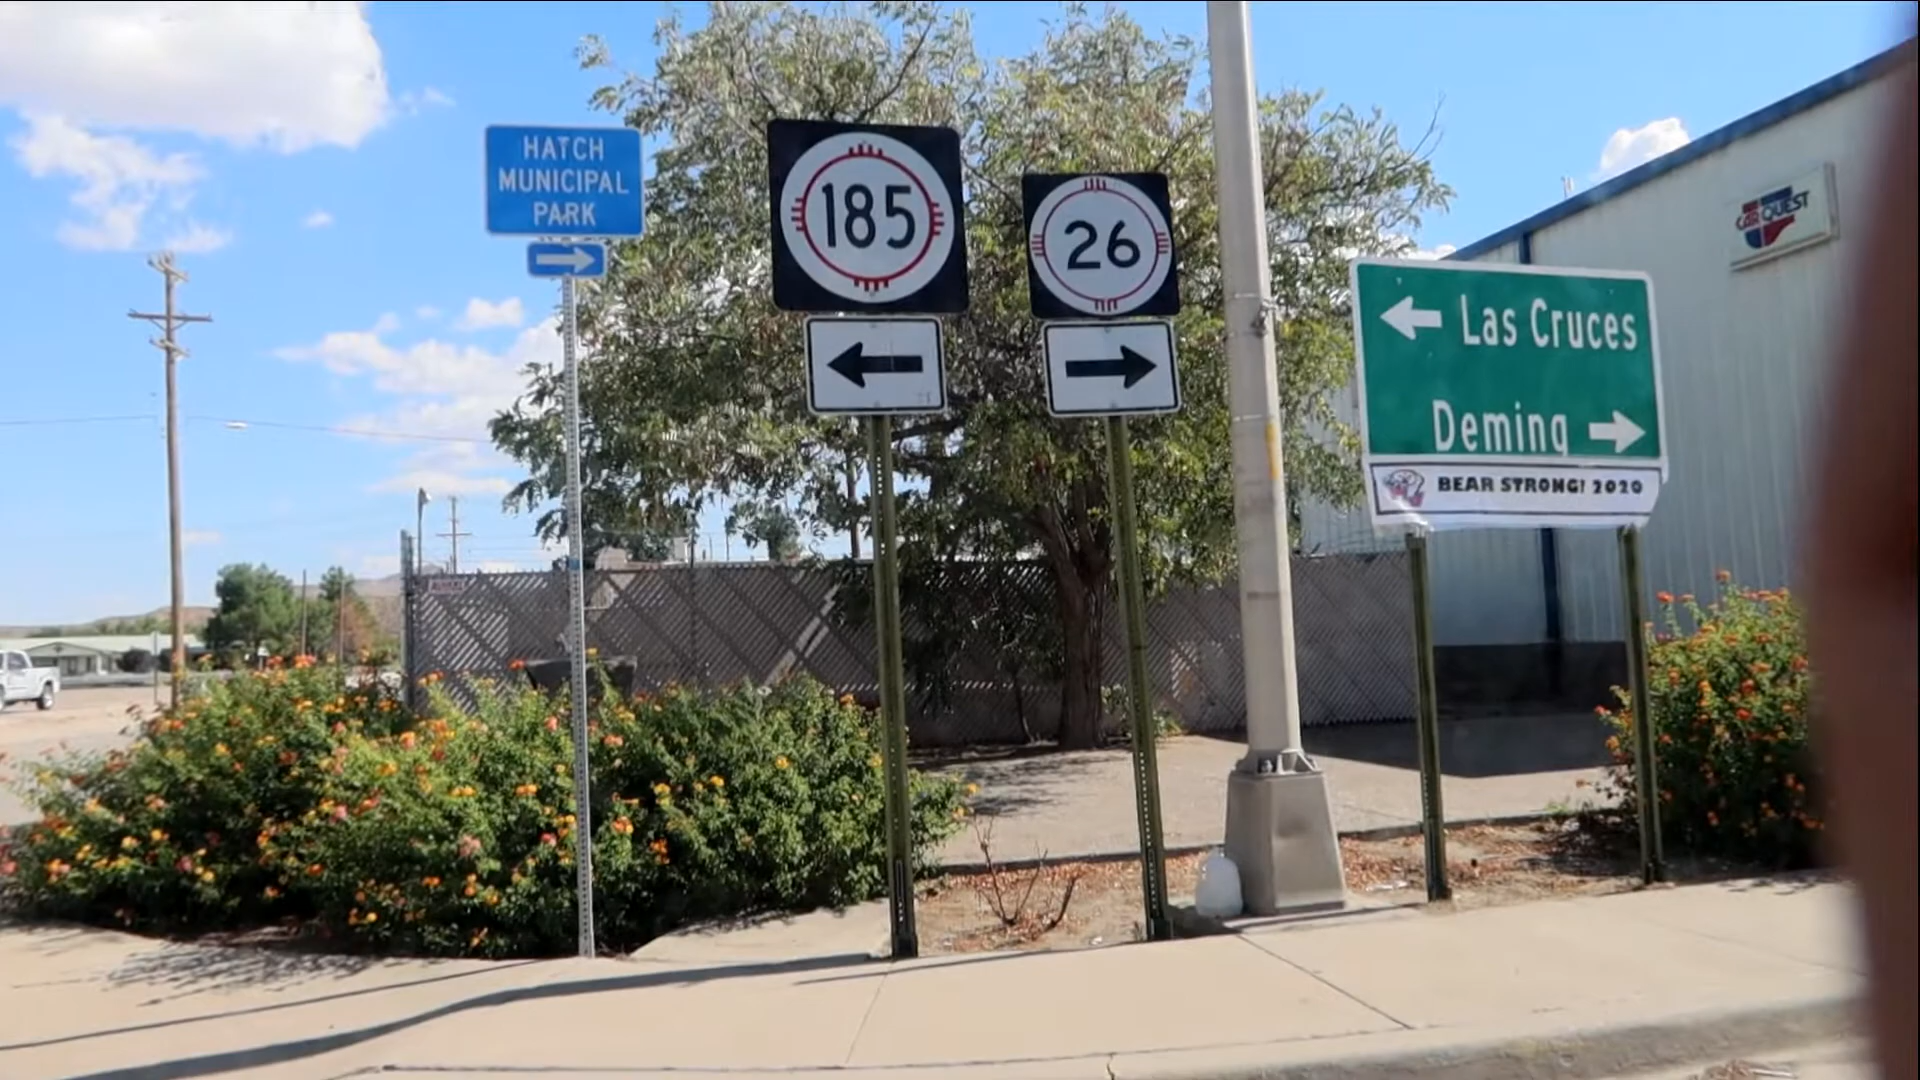 HATCH
MUNICIPAL
PARK
185
26
Las Cruces
Deming
BEAR STRONG! 2020
CARQUEST